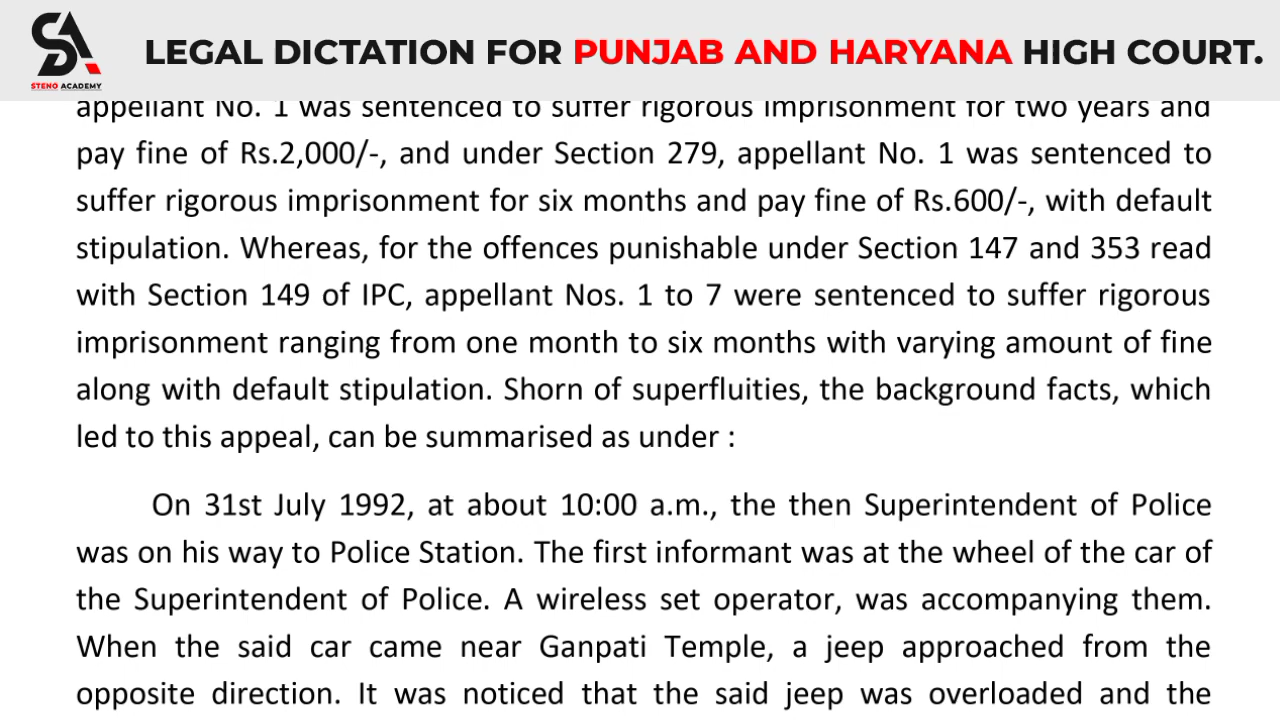 SA
STENO ACADEMY
LEGAL DICTATION FOR PUNJAB AND HARYANA HIGH COURT.
appellant No. 1 was sentenced to suffer rigorous imprisonment for two years and
pay fine of Rs.2,000/-, and under Section 279, appellant No. 1 was sentenced to
suffer rigorous imprisonment for six months and pay fine of Rs.600/-, with default
stipulation. Whereas, for the offences punishable under Section 147 and 353 read
with Section 149 of IPC, appellant Nos. 1 to 7 were sentenced to suffer rigorous
imprisonment ranging from one month to six months with varying amount of fine
along with default stipulation. Shorn of superfluities, the background facts, which
led to this appeal, can be summarised as under :
On 31st July 1992, at about 10:00 a.m., the then Superintendent of Police
was on his way to Police Station. The first informant was at the wheel of the car of
the Superintendent of Police. A wireless set operator, was accompanying them.
When the said car came near Ganpati Temple, a jeep approached from the
opposite direction. It was noticed that the said jeep was overloaded and the